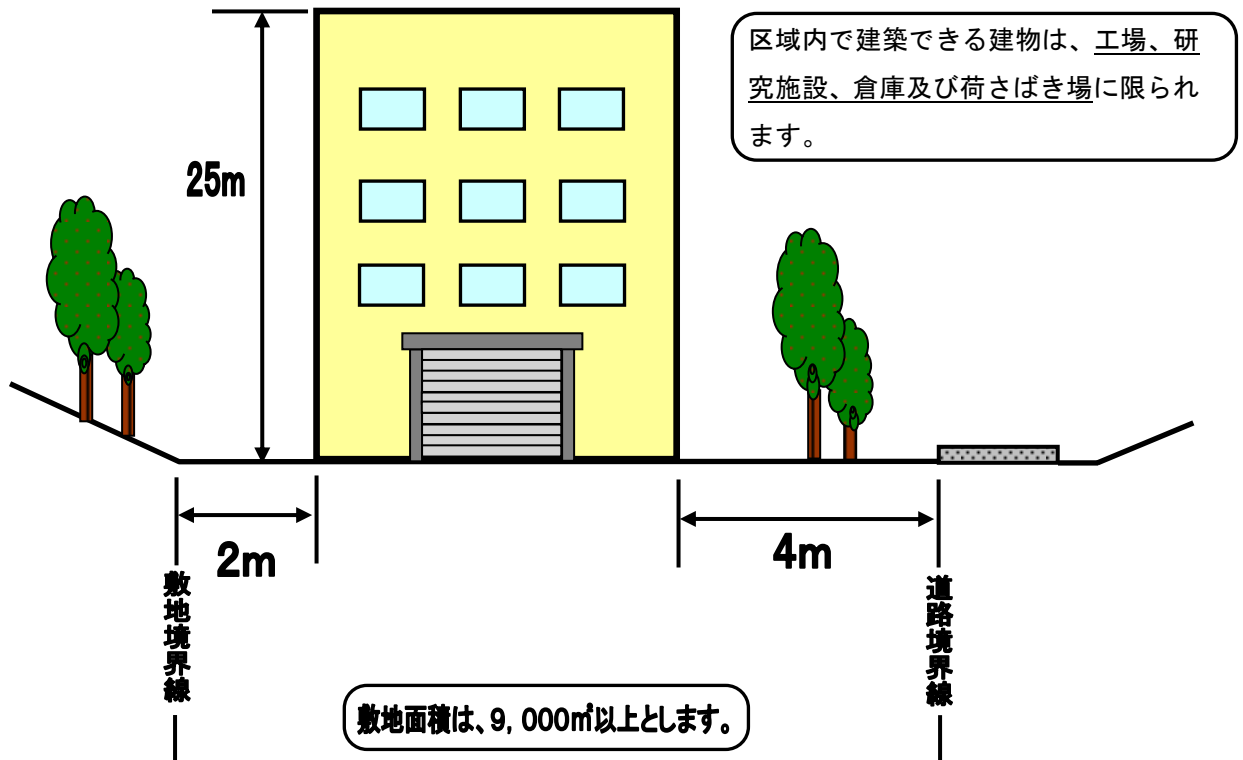 区域内で建築できる建物は、工場、研
究施設、倉庫及び荷さばき場に限られ
ます。
25m
2m
4m
敷地境界線
道路境界線
敷地面積は、9，000㎡以上とします。